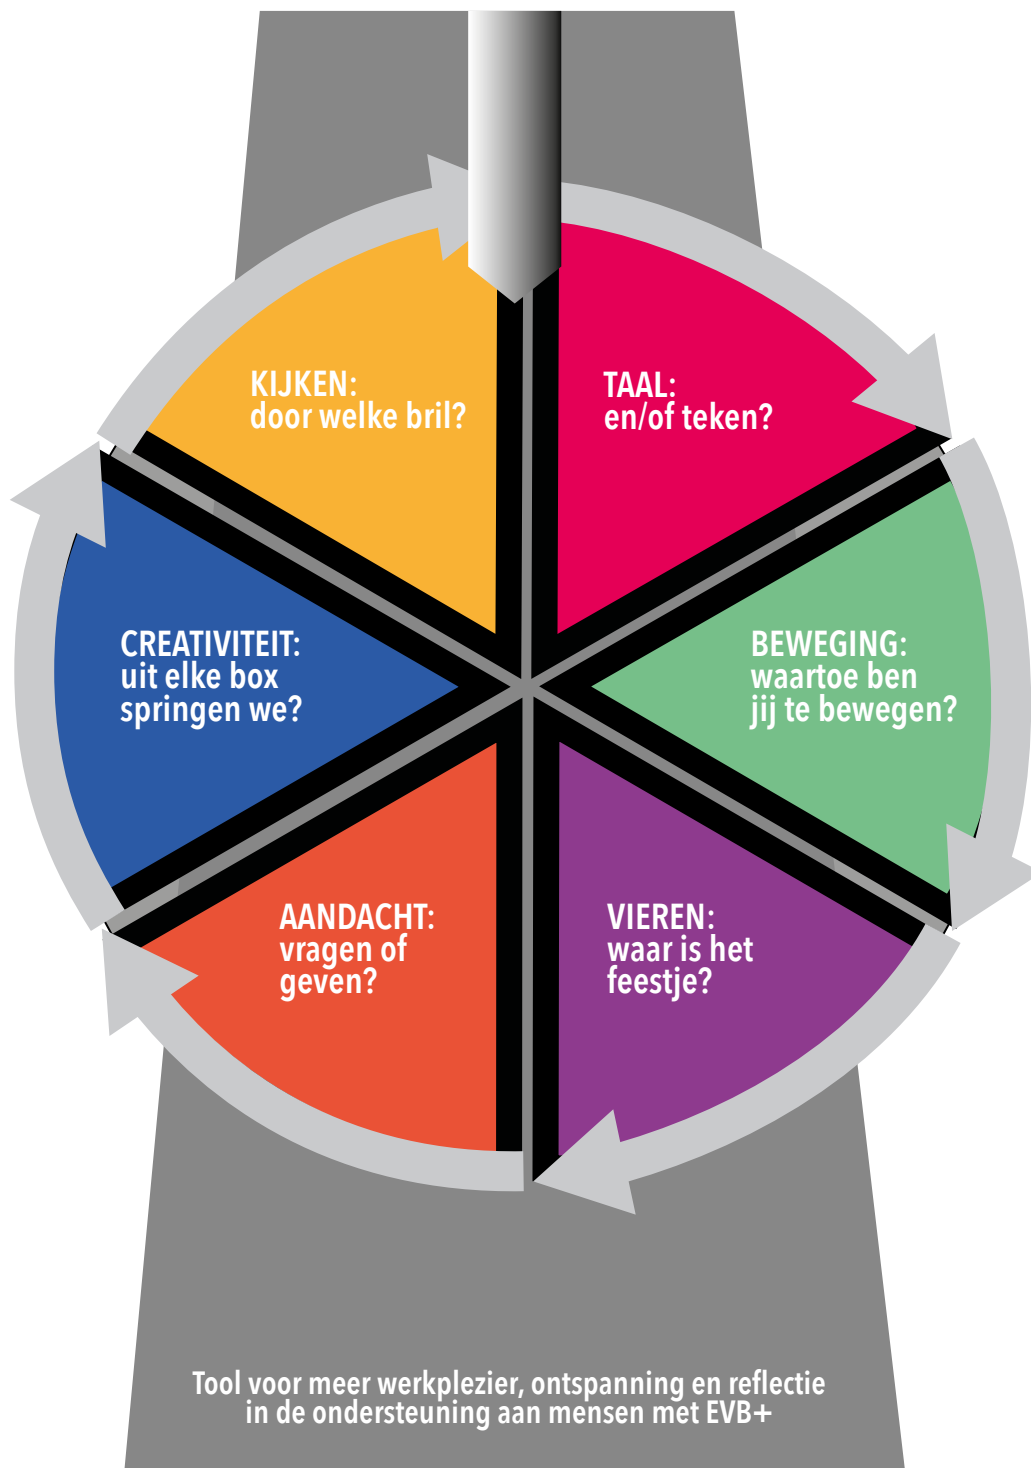 KIJKEN:
door welke bril?
TAAL:
en/of teken?
BEWEGING:
waartoe ben
jij te bewegen?
VIEREN:
waar is het
feestje?
AANDACHT:
vragen of
geven?
CREATIVITEIT:
uit elke box
springen we?
Tool voor meer werkplezier, ontspanning en reflectie
in de ondersteuning aan mensen met EVB+